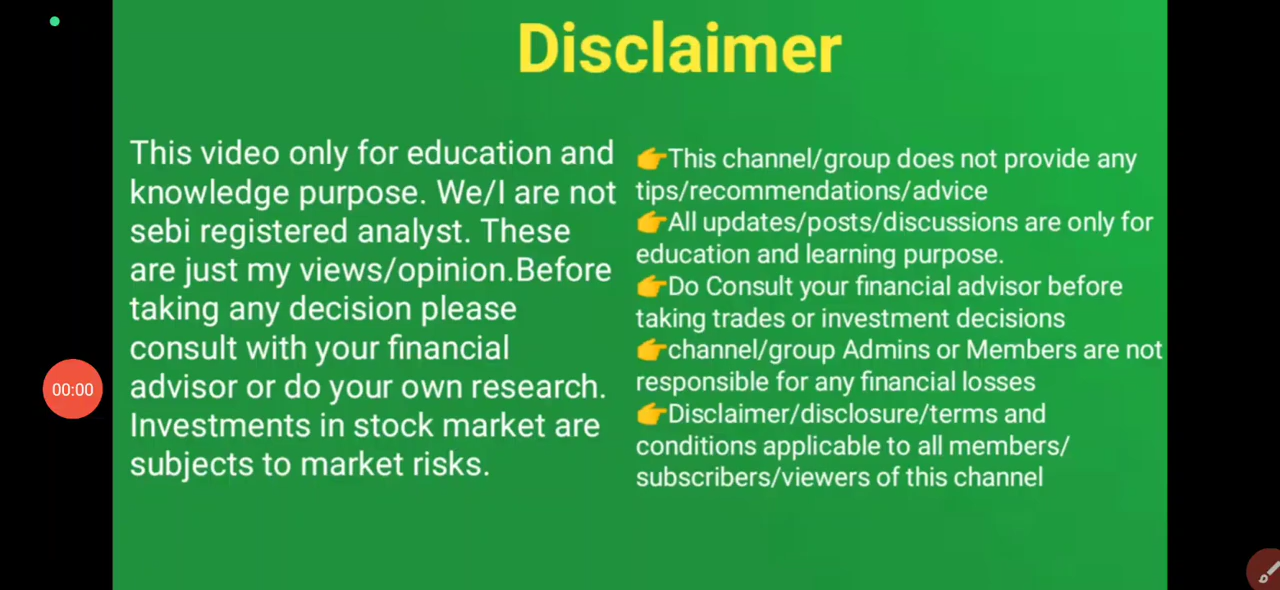 Disclaimer
This video only for education and
knowledge purpose. We/I are not
sebi registered analyst. These
are just my views/opinion.Before
taking any decision please
consult with your financial
advisor or do your own research.
Investments in stock market are
subjects to market risks.
👉This channel/group does not provide any
tips/recommendations/advice
👉All updates/posts/discussions are only for
education and learning purpose.
👉Do Consult your financial advisor before
taking trades or investment decisions
👉channel/group Admins or Members are not
responsible for any financial losses
👉Disclaimer/disclosure/terms and
conditions applicable to all members/
subscribers/viewers of this channel
00:00